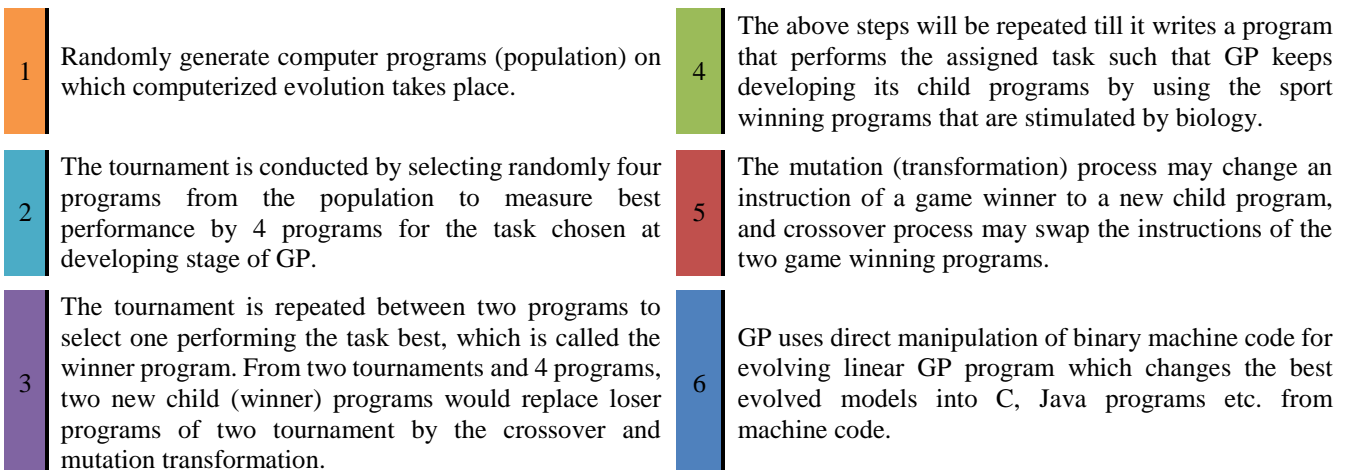 1
Randomly generate computer programs (population) on
which computerized evolution takes place.
2
The tournament is conducted by selecting randomly four
programs from the population to measure best
performance by 4 programs for the task chosen at
developing stage of GP.
3
The tournament is repeated between two programs to
select one performing the task best, which is called the
winner program. From two tournaments and 4 programs,
two new child (winner) programs would replace loser
programs of two tournament by the crossover and
mutation transformation.
4
The above steps will be repeated till it writes a program
that performs the assigned task such that GP keeps
developing its child programs by using the sport
winning programs that are stimulated by biology.
5
The mutation (transformation) process may change an
instruction of a game winner to a new child program,
and crossover process may swap the instructions of the
two game winning programs.
6
GP uses direct manipulation of binary machine code for
evolving linear GP program which changes the best
evolved models into C, Java programs etc. from
machine code.